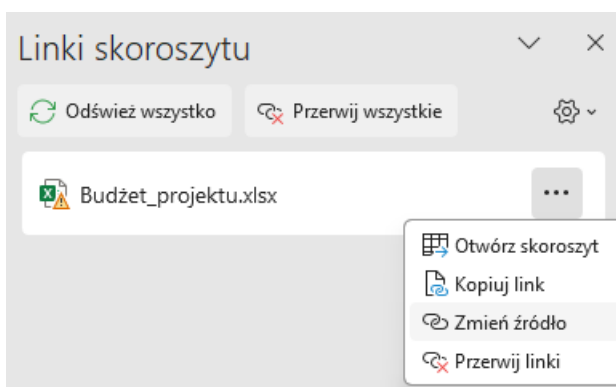 Linki skoroszytu
Odśwież wszystko Przerwij wszystkie
Budżet_projektu.xlsx
Otwórz skoroszyt
Kopiuj link
Zmień źródło
Przerwij linki